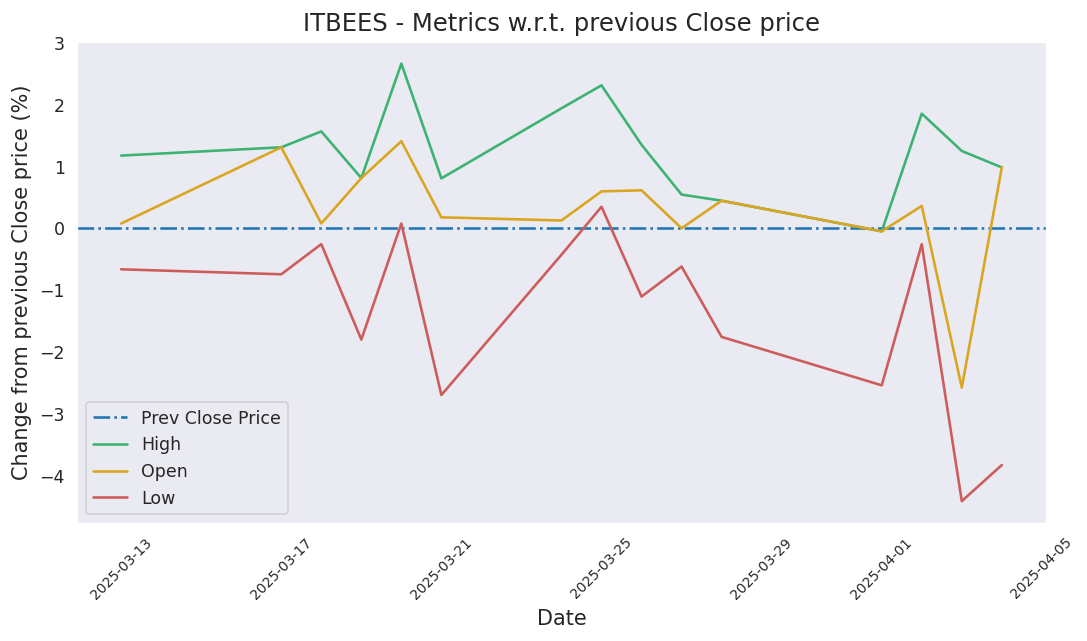 ITBEES - Metrics w.r.t. previous Close price
Change from previous Close price (%)
3
2
1
0
−1
−2
−3
−4
Prev Close Price
High
Open
Low
2025-03-13
2025-03-17
2025-03-21
2025-03-25
2025-03-29
2025-04-01
2025-04-05
Date